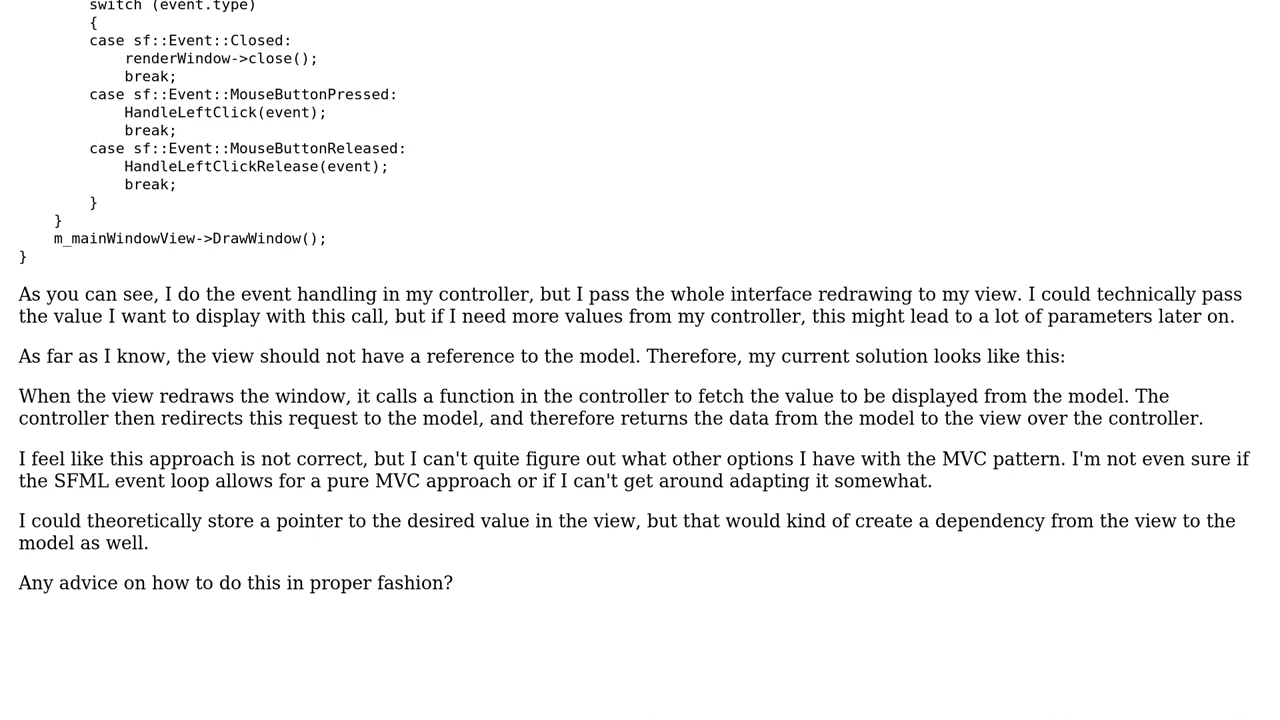 switch (event.type)
{
case sf::Event::Closed:
renderWindow->close();
break;
case sf::Event::MouseButtonPressed:
HandleLeftClick(event);
break;
case sf::Event::MouseButtonReleased:
HandleLeftClickRelease(event);
break;
}
}
m_mainWindowView->DrawWindow();
}
As you can see, I do the event handling in my controller, but I pass the whole interface redrawing to my view. I could technically pass
the value I want to display with this call, but if I need more values from my controller, this might lead to a lot of parameters later on.
As far as I know, the view should not have a reference to the model. Therefore, my current solution looks like this:
When the view redraws the window, it calls a function in the controller to fetch the value to be displayed from the model. The
controller then redirects this request to the model, and therefore returns the data from the model to the view over the controller.
I feel like this approach is not correct, but I can't quite figure out what other options I have with the MVC pattern. I'm not even sure if
the SFML event loop allows for a pure MVC approach or if I can't get around adapting it somewhat.
I could theoretically store a pointer to the desired value in the view, but that would kind of create a dependency from the view to the
model as well.
Any advice on how to do this in proper fashion?